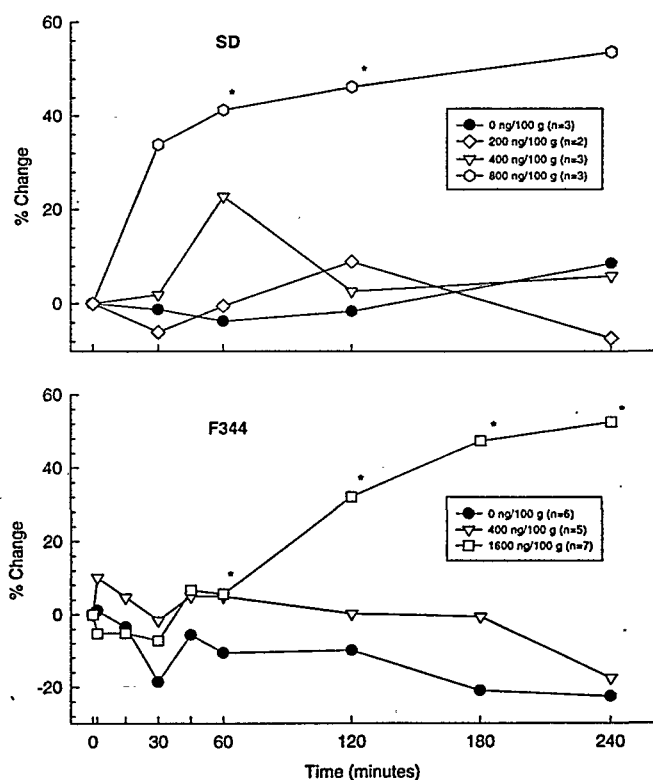 60
SD
*
*
40
20
0
% Change
0 ng/100 g (n=3)
200 ng/100 g (n=2)
400 ng/100 g (n=3)
800 ng/100 g (n=3)
60
F344
*
*
*
*
40
20
0
-20
% Change
0 ng/100 g (n=6)
400 ng/100 g (n=5)
1600 ng/100 g (n=7)
0 30 60 120 180 240
Time (minutes)